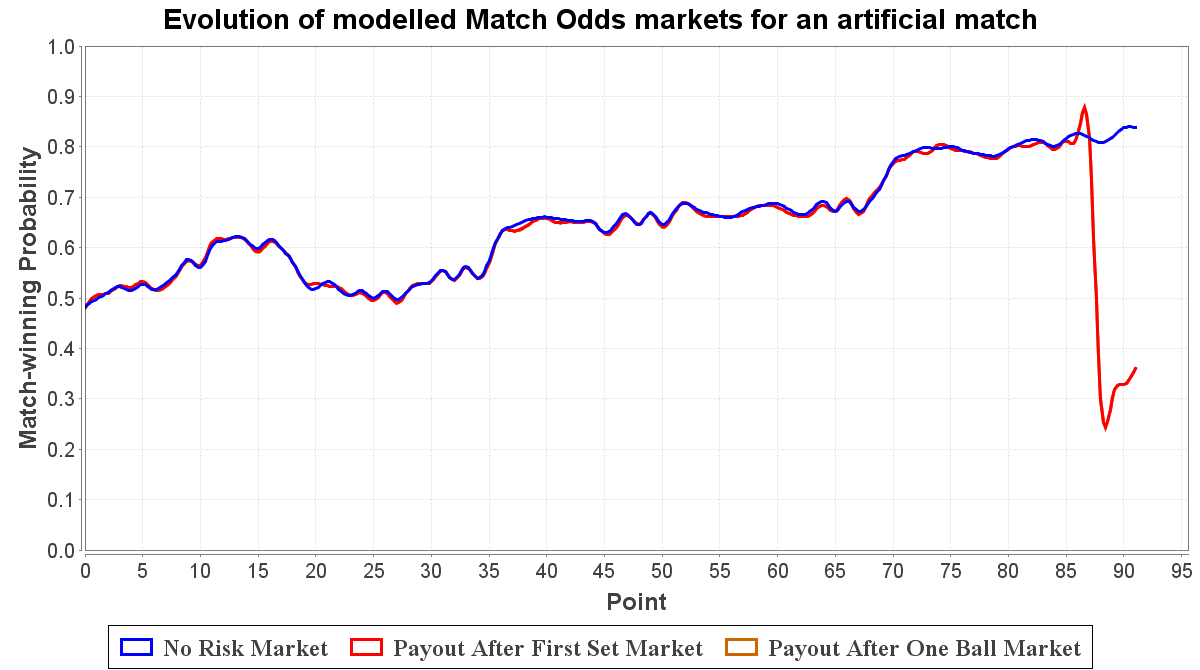 Evolution of modelled Match Odds markets for an artificial match
Match-winning Probability
1.0
0.9
0.8
0.7
0.6
0.5
0.4
0.3
0.2
0.1
0.0
0 5 10 15 20 25 30 35 40 45 50 55 60 65 70 75 80 85 90 95
Point
No Risk Market Payout After First Set Market Payout After One Ball Market